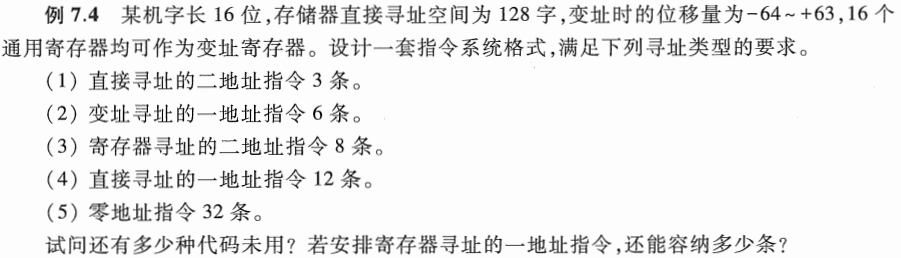 例 7.4 某机字长 16 位,存储器直接寻址空间为 128 字,变址时的位移量为-64~+63,16 个
通用寄存器均可作为变址寄存器。设计一套指令系统格式,满足下列寻址类型的要求。
(1) 直接寻址的二地址指令 3 条。
(2) 变址寻址的一地址指令 6 条。
(3) 寄存器寻址的二地址指令 8 条。
(4) 直接寻址的一地址指令 12 条。
(5) 零地址指令 32 条。
试问还有多少种代码未用? 若安排寄存器寻址的一地址指令,还能容纳多少条?